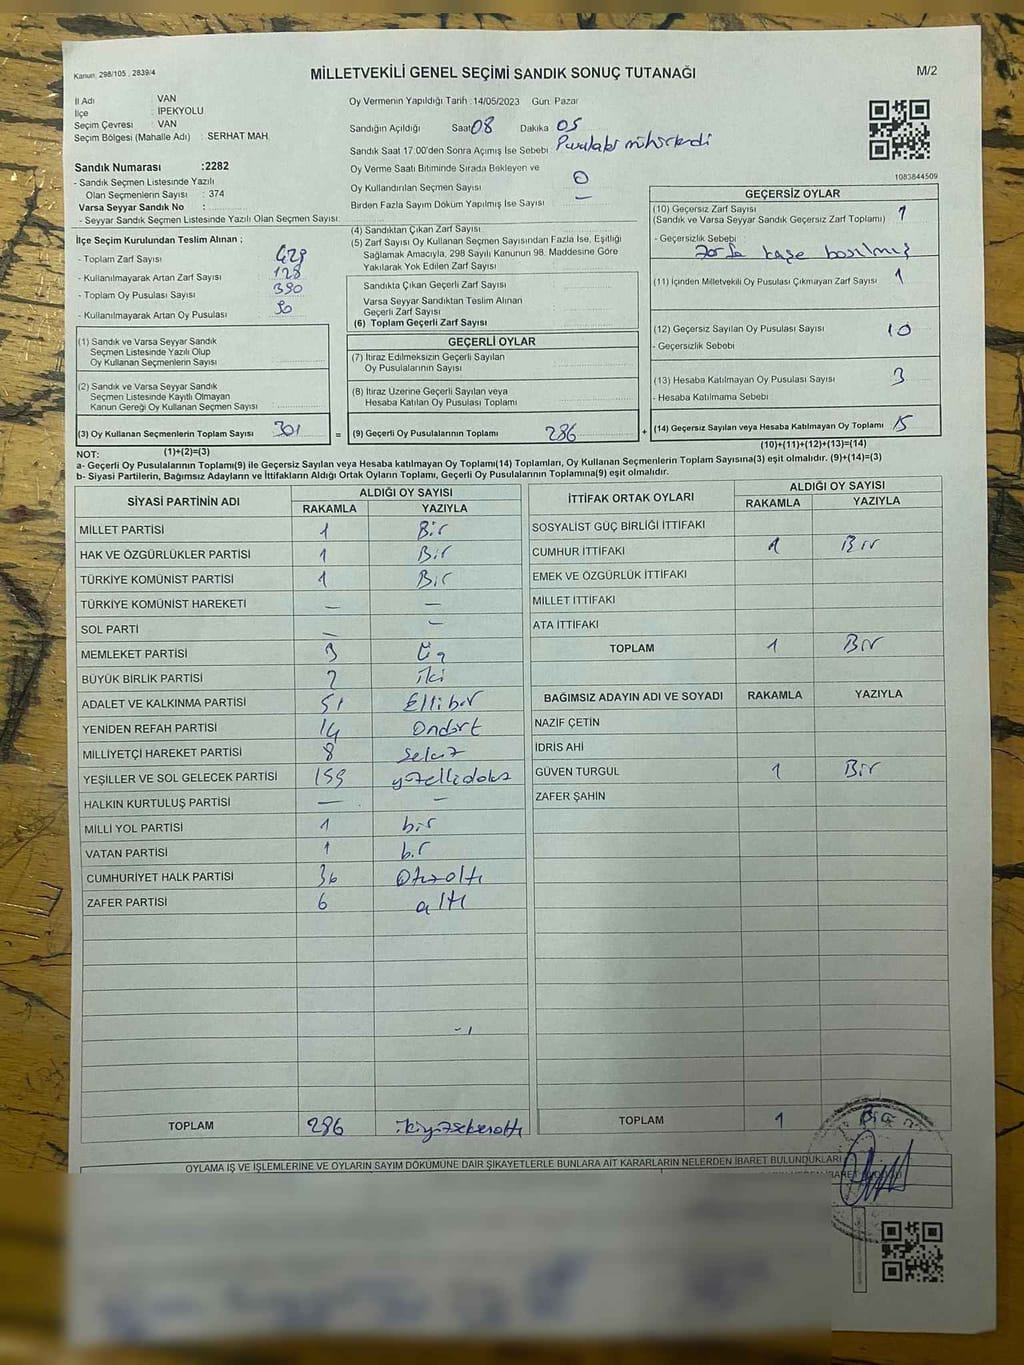 Kanun, 298/105 , 2839/4
MİLLETVEKİLİ GENEL SEÇİMİ SANDIK SONUÇ TUTANAĞI
M/2
İl Adı VAN
İlçe : İPEKYOLU
Seçim Çevresi : VAN
Seçim Bölgesi (Mahalle Adı) : SERHAT MAH.
Oy Vermenin Yapıldığı Tarih :14/05/2023 Gün: Pazar
Sandığın Açıldığı Saat 08 Dakika 05
Sandık Saat 17:00'den Sonra Açımış İse Sebebi: Pusulalar mühürlendi
Oy Verme Saati Bitiminde Sırada Bekleyen ve
Oy Kullandırılan Seçmen Sayısı 0
Birden Fazla Sayım Döküm Yapılmış İse Sayısı –
1083844509
Sandık Numarası :2282
- Sandık Seçmen Listesinde Yazılı
Olan Seçmenlerin Sayısı : 374
Varsa Seyyar Sandık No :
- Seyyar Sandık Seçmen Listesinde Yazılı Olan Seçmen Sayısı:
İlçe Seçim Kurulundan Teslim Alınan ;
- Toplam Zarf Sayısı 429
- Kullanılmayarak Artan Zarf Sayısı 128
- Toplam Oy Pusulası Sayısı 390
- Kullanılmayarak Artan Oy Pusulası 90
(1) Sandık ve Varsa Seyyar Sandık
Seçmen Listesinde Yazılı Olup
Oy Kullanan Seçmenlerin Sayısı
(2) Sandık ve Varsa Seyyar Sandık
Seçmen Listesinde Kayıtlı Olmayan
Kanun Gereği Oy Kullanan Seçmen Sayısı
(3) Oy Kullanan Seçmenlerin Toplam Sayısı 301
=
(4) Sandıktan Çıkan Zarf Sayısı
(5) Zarf Sayısı Oy Kullanan Seçmen Sayısından Fazla İse, Eşitliği
Sağlamak Amacıyla, 298 Sayılı Kanunun 98. Maddesine Göre
Yakılarak Yok Edilen Zarf Sayısı
Sandıkta Çıkan Geçerli Zarf Sayısı
Varsa Seyyar Sandıktan Teslim Alınan
Geçerli Zarf Sayısı
(6) Toplam Geçerli Zarf Sayısı
GEÇERLİ OYLAR
(7) İtiraz Edilmeksizin Geçerli Sayılan
Oy Pusulalarının Sayısı
(8) İtiraz Üzerine Geçerli Sayılan veya
Hesaba Katılan Oy Pusulası Toplamı
(9) Geçerli Oy Pusulalarının Toplamı 286
+
GEÇERSİZ OYLAR
(10) Geçersiz Zarf Sayısı
(Sandık ve Varsa Seyyar Sandık Geçersiz Zarf Toplamı) 1
- Geçersizlik Sebebi
Zarfa kaşe basılmış
(11) İçinden Milletvekili Oy Pusulası Çıkmayan Zarf Sayısı 1
(12) Geçersiz Sayılan Oy Pusulası Sayısı 10
- Geçersizlik Sebebi
(13) Hesaba Katılmayan Oy Pusulası Sayısı 3
- Hesaba Katılmama Sebebi
(14) Geçersiz Sayılan veya Hesaba Katılmayan Oy Toplamı 15
NOT: (1)+(2)=(3) (10)+(11)+(12)+(13)=(14)
a- Geçerli Oy Pusulalarının Toplamı(9) ile Geçersiz Sayılan veya Hesaba katılmayan Oy Toplamı(14) Toplamları, Oy Kullanan Seçmenlerin Toplam Sayısına(3) eşit olmalıdır. (9)+(14)=(3)
b- Siyasi Partilerin, Bağımsız Adayların ve İttifakların Aldığı Ortak Oyların Toplamı, Geçerli Oy Pusulalarının Toplamına(9) eşit olmalıdır.
SİYASİ PARTİNİN ADI ALDIĞI OY SAYISI
RAKAMLA YAZIYLA
MİLLET PARTİSİ 1 Bir
HAK VE ÖZGÜRLÜKLER PARTİSİ 1 Bir
TÜRKİYE KOMÜNİST PARTİSİ 1 Bir
TÜRKİYE KOMÜNİST HAREKETİ — —
SOL PARTİ — —
MEMLEKET PARTİSİ 3 Üç
BÜYÜK BİRLİK PARTİSİ 2 iki
ADALET VE KALKINMA PARTİSİ 51 Ellibir
YENİDEN REFAH PARTİSİ 14 Ondört
MİLLİYETÇİ HAREKET PARTİSİ 8 Sekiz
YEŞİLLER VE SOL GELECEK PARTİSİ 159 yüzellidokuz
HALKIN KURTULUŞ PARTİSİ — —
MİLLİ YOL PARTİSİ 1 bir
VATAN PARTİSİ 1 bir
CUMHURİYET HALK PARTİSİ 36 Otuzaltı
ZAFER PARTİSİ 6 altı
TOPLAM 286 ikiyüzseksenaltı
İTTİFAK ORTAK OYLARI ALDIĞI OY SAYISI
RAKAMLA YAZIYLA
SOSYALİST GÜÇ BİRLİĞİ İTTİFAKI
CUMHUR İTTİFAKI 1 Bir
EMEK VE ÖZGÜRLÜK İTTİFAKI
MİLLET İTTİFAKI
ATA İTTİFAKI
TOPLAM 1 Bir
BAĞIMSIZ ADAYIN ADI VE SOYADI RAKAMLA YAZIYLA
NAZİF ÇETİN
İDRİS AHİ
GÜVEN TURGUL 1 Bir
ZAFER ŞAHİN
TOPLAM 1 Bir
OYLAMA İŞ VE İŞLEMLERİNE VE OYLARIN SAYIM DÖKÜMÜNE DAİR ŞİKAYETLERLE BUNLARA AİT KARARLARIN NELERDEN İBARET BULUNDUKLARI